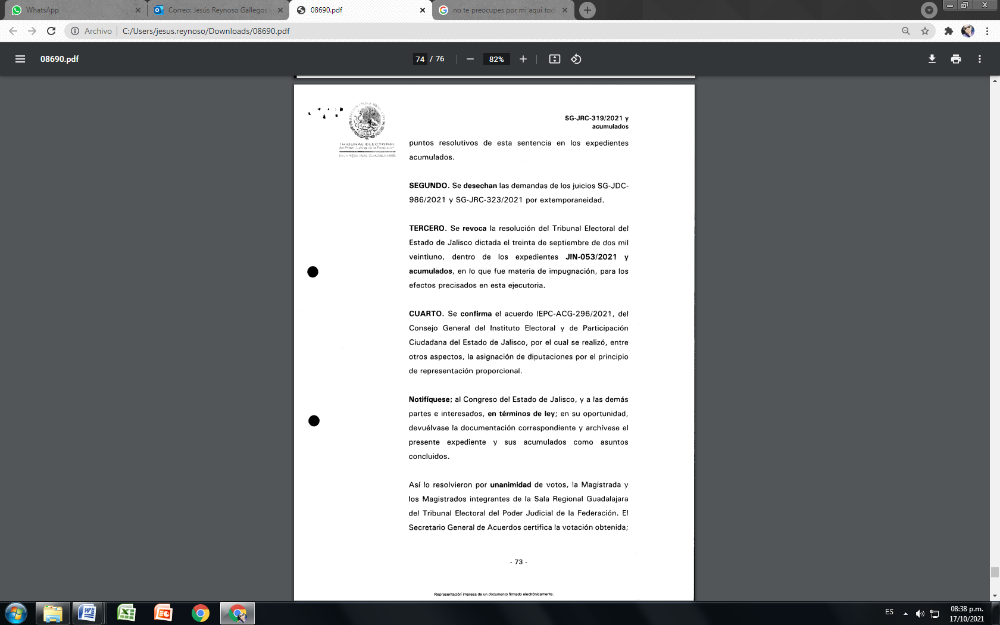 WhatsApp
Correo: Jesús Reynoso Gallegos
08690.pdf
no te preocupes por mi aqui tod
Archivo
C:/Users/jesus.reynoso/Downloads/08690.pdf
08690.pdf
74 / 76
82%
SG-JRC-319/2021 y
acumulados
TRIBUNAL ELECTORAL
del Poder Judicial de la Federación
SALA REGIONAL GUADALAJARA
puntos resolutivos de esta sentencia en los expedientes
acumulados.
SEGUNDO. Se desechan las demandas de los juicios SG-JDC-
986/2021 y SG-JRC-323/2021 por extemporaneidad.
TERCERO. Se revoca la resolución del Tribunal Electoral del
Estado de Jalisco dictada el treinta de septiembre de dos mil
veintiuno, dentro de los expedientes JIN-053/2021 y
acumulados, en lo que fue materia de impugnación, para los
efectos precisados en esta ejecutoria.
CUARTO. Se confirma el acuerdo IEPC-ACG-296/2021, del
Consejo General del Instituto Electoral y de Participación
Ciudadana del Estado de Jalisco, por el cual se realizó, entre
otros aspectos, la asignación de diputaciones por el principio
de representación proporcional.
Notifíquese; al Congreso del Estado de Jalisco, y a las demás
partes e interesados, en términos de ley; en su oportunidad,
devuélvase la documentación correspondiente y archívese el
presente expediente y sus acumulados como asuntos
concluidos.
Así lo resolvieron por unanimidad de votos, la Magistrada y
los Magistrados integrantes de la Sala Regional Guadalajara
del Tribunal Electoral del Poder Judicial de la Federación. El
Secretario General de Acuerdos certifica la votación obtenida;
- 73 -
Representación impresa de un documento firmado electrónicamente.
ES
08:38 p.m.
17/10/2021